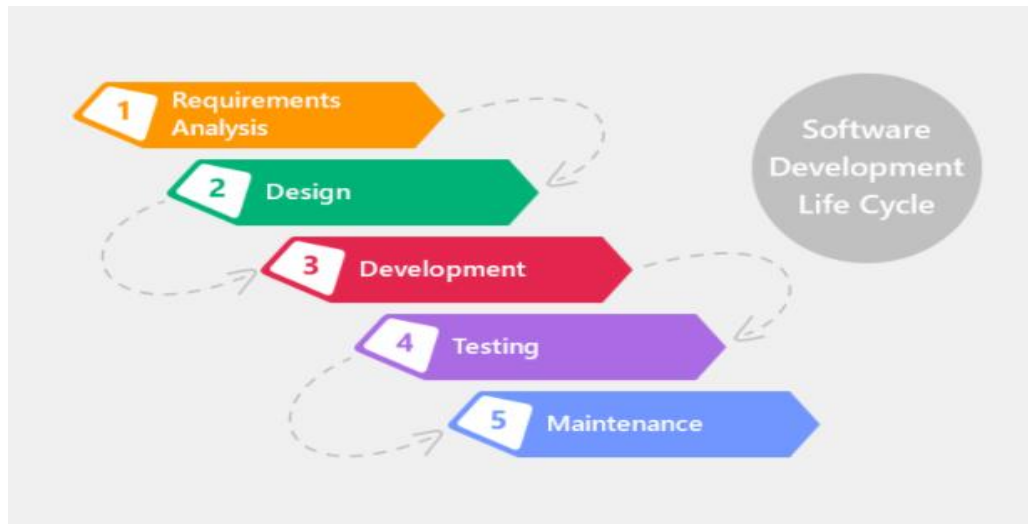 1
Requirements
Analysis
2
Design
3
Development
4
Testing
5
Maintenance
Software
Development
Life Cycle